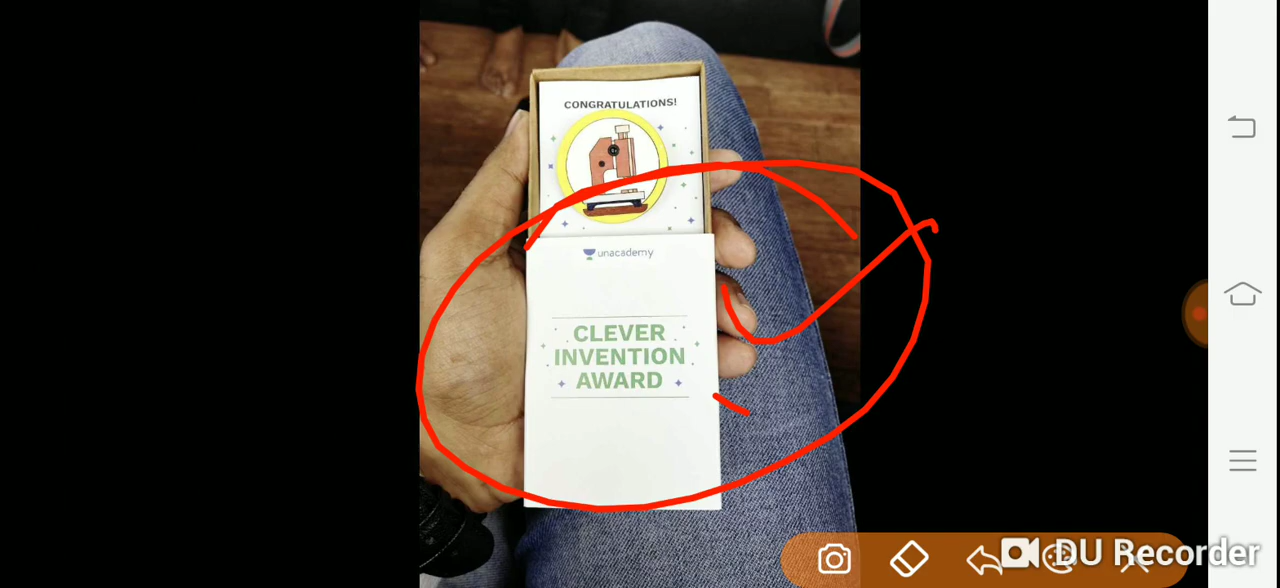 CONGRATULATIONS!
unacademy
CLEVER
INVENTION
AWARD
DU Recorder